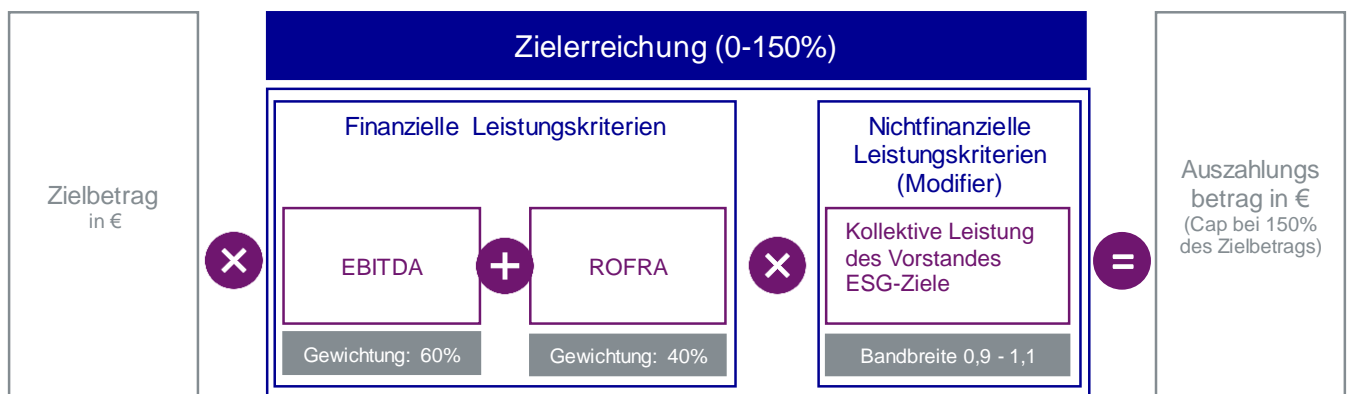 Zielerreichung (0-150%)
Zielbetrag
in €
×
Finanzielle Leistungskriterien
EBITDA
Gewichtung: 60%
+
ROFRA
Gewichtung: 40%
×
Nichtfinanzielle
Leistungskriterien
(Modifier)
Kollektive Leistung
des Vorstandes
ESG-Ziele
Bandbreite 0,9 - 1,1
=
Auszahlungs
betrag in €
(Cap bei 150%
des Zielbetrags)